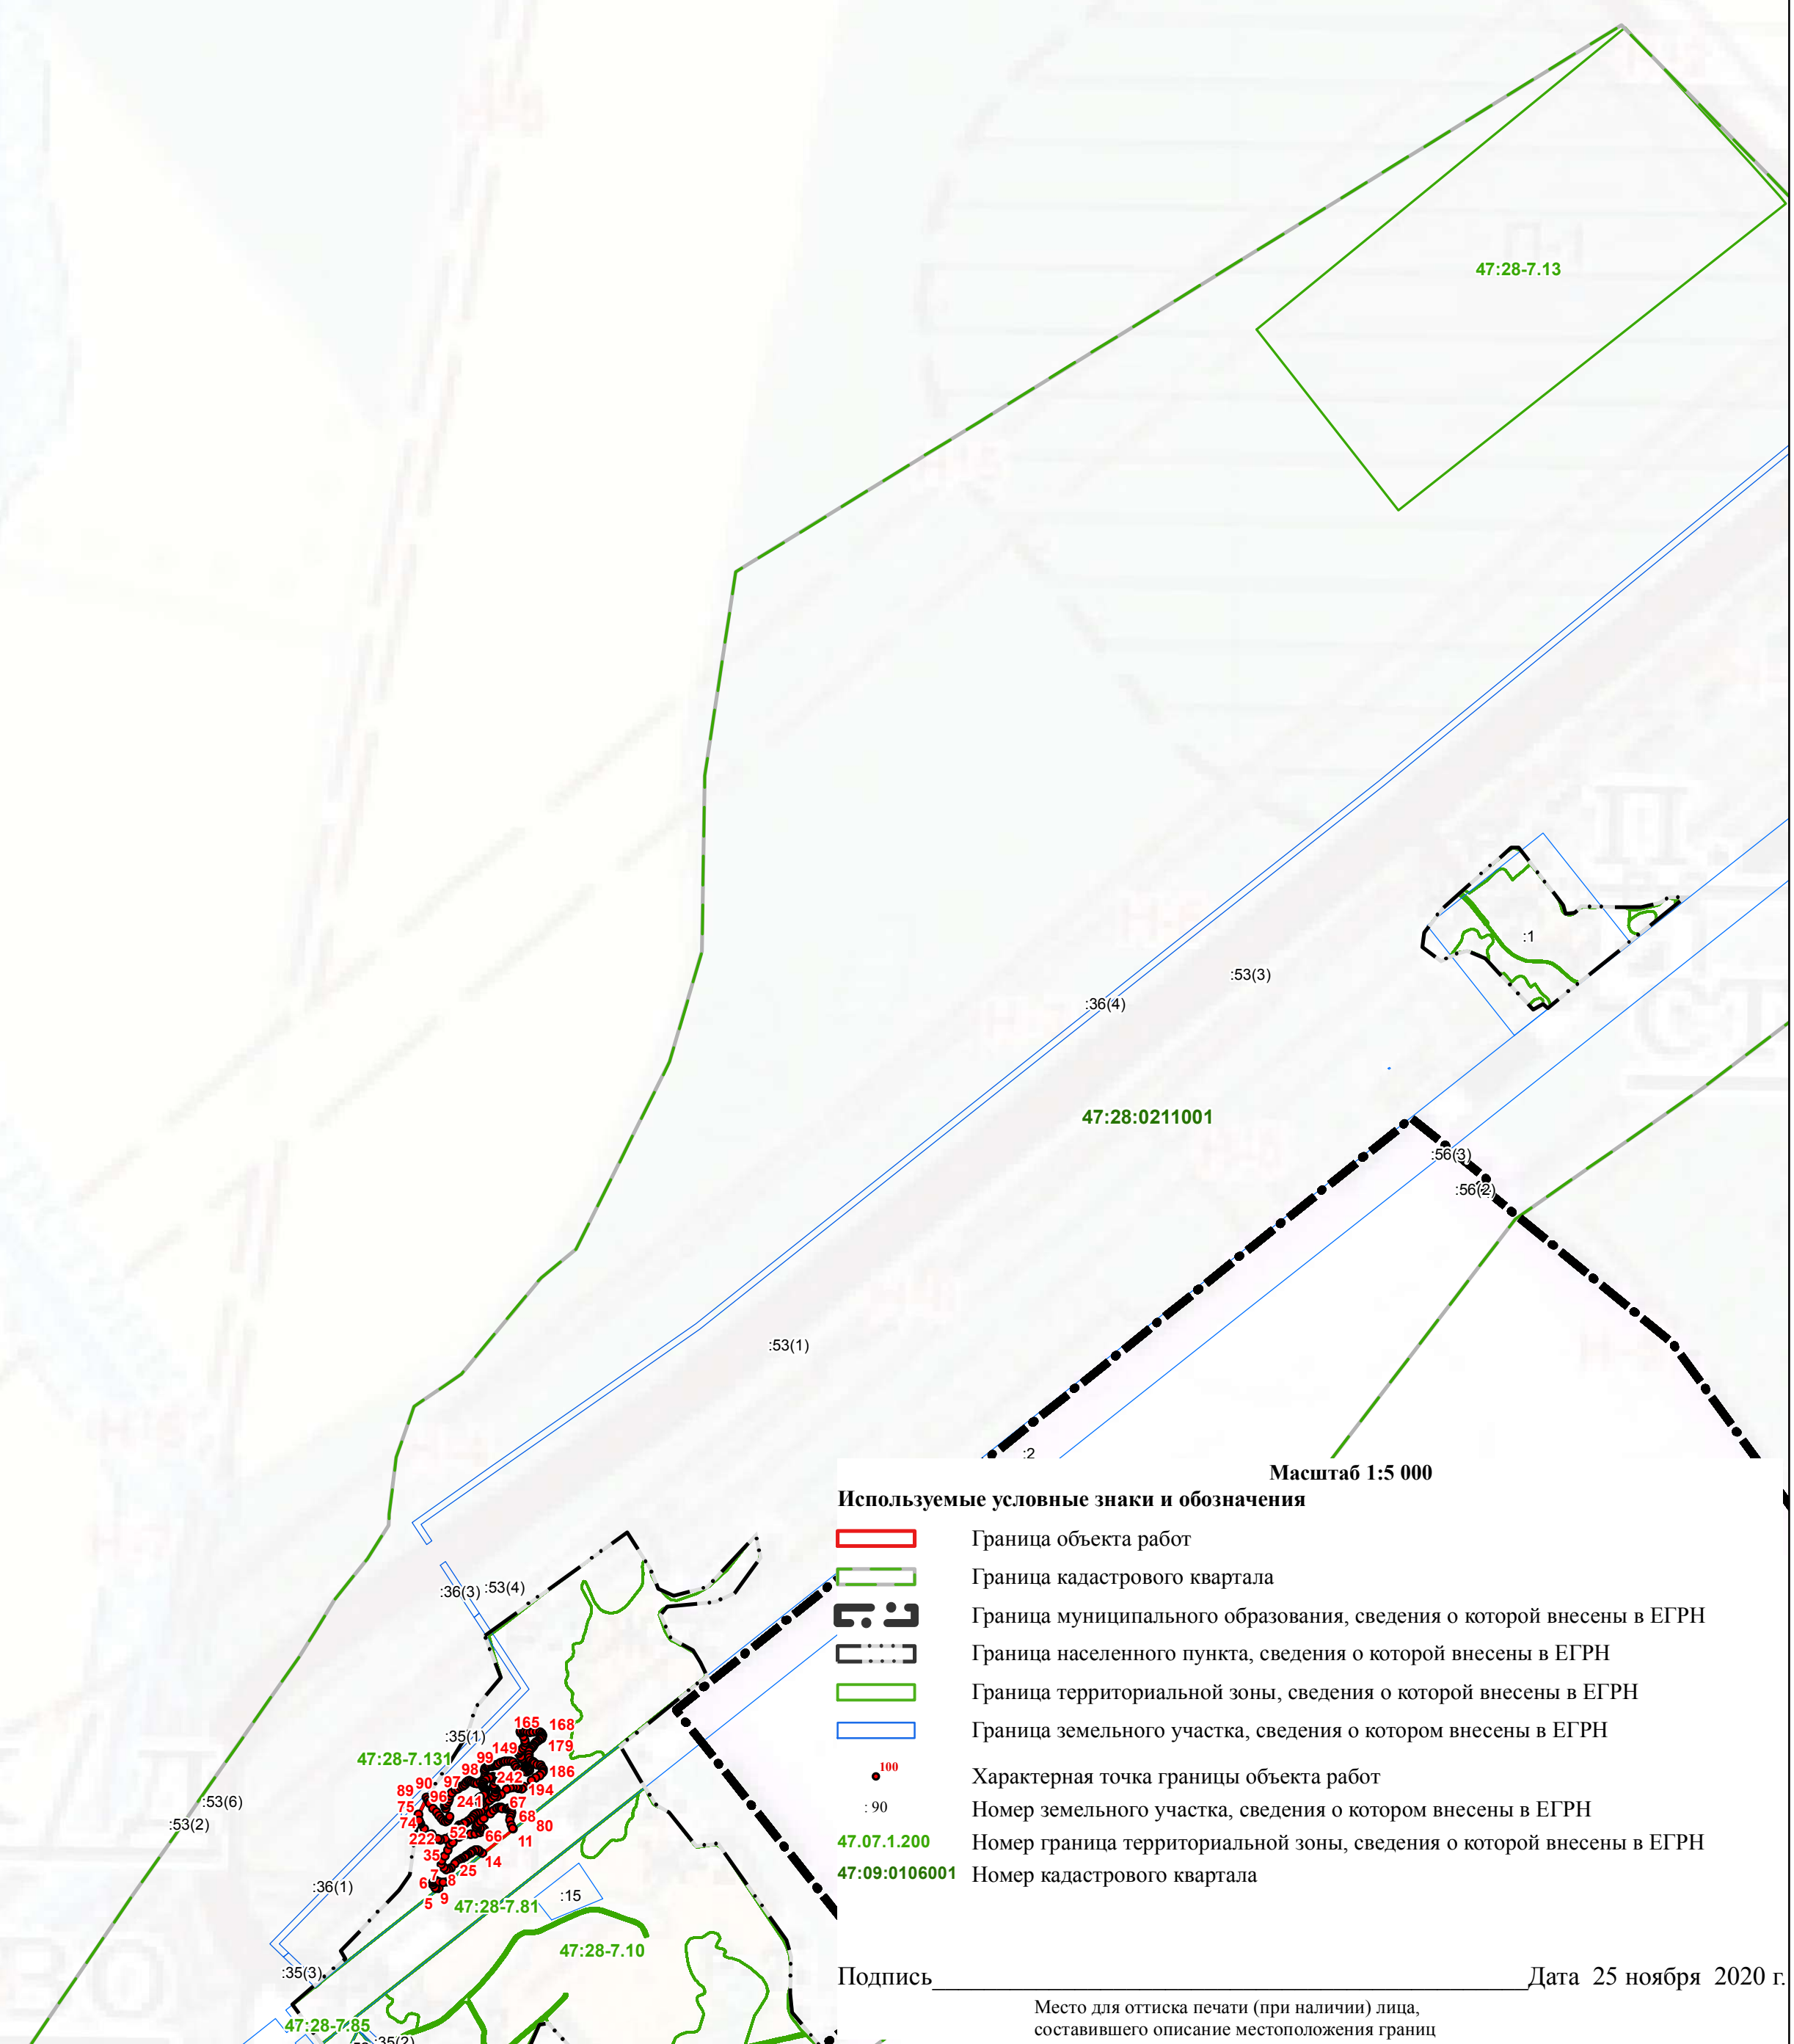 47:28-7.13
:1
:53(3)
:36(4)
47:28:0211001
:56(3)
:56(2)
:53(1)
:2
Масштаб 1:5 000
Используемые условные знаки и обозначения
Граница объекта работ
Граница кадастрового квартала
Граница муниципального образования, сведения о которой внесены в ЕГРН
Граница населенного пункта, сведения о которой внесены в ЕГРН
Граница территориальной зоны, сведения о которой внесены в ЕГРН
Граница земельного участка, сведения о котором внесены в ЕГРН
100 Характерная точка границы объекта работ
: 90 Номер земельного участка, сведения о котором внесены в ЕГРН
47.07.1.200 Номер граница территориальной зоны, сведения о которой внесены в ЕГРН
47:09:0106001 Номер кадастрового квартала
:36(3) :53(4)
165 168
:35(1)
149 179
47:28-7.131
99
98 242 186
90 97
89 96 194
241 67
75
74 68 80
52 66 11
222
35 14
25
7
6 8
:36(1)
5 9
:53(6)
:53(2)
47:28-7.81
:15
47:28-7.10
:35(3)
47:28-7.85
:35(2)
Подпись Дата 25 ноября 2020 г.
Место для оттиска печати (при наличии) лица,
составившего описание местоположения границ